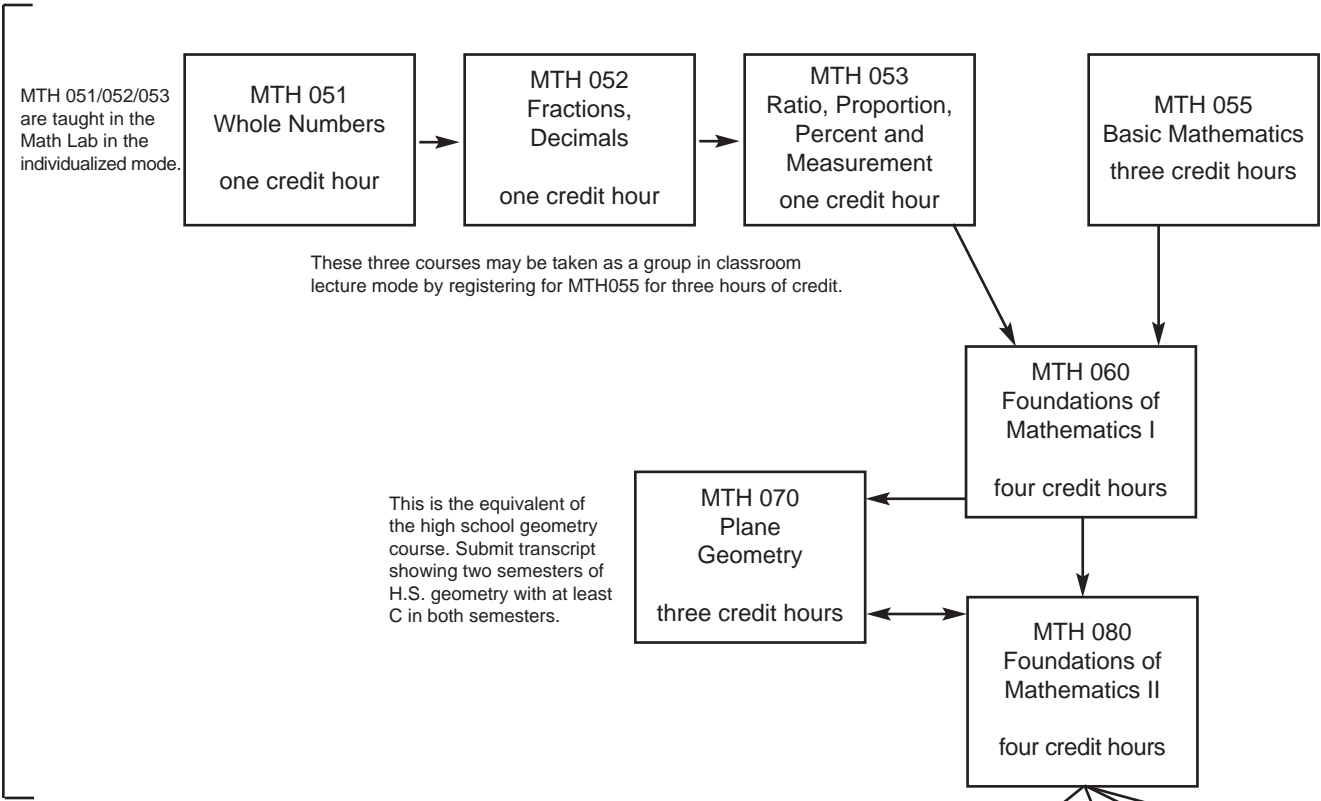 MTH 051/052/053
are taught in the
Math Lab in the
individualized mode.
MTH 051
Whole Numbers
one credit hour
MTH 052
Fractions,
Decimals
one credit hour
MTH 053
Ratio, Proportion,
Percent and
Measurement
one credit hour
MTH 055
Basic Mathematics
three credit hours
These three courses may be taken as a group in classroom
lecture mode by registering for MTH055 for three hours of credit.
MTH 060
Foundations of
Mathematics I
four credit hours
This is the equivalent of
the high school geometry
course. Submit transcript
showing two semesters of
H.S. geometry with at least
C in both semesters.
MTH 070
Plane
Geometry
three credit hours
MTH 080
Foundations of
Mathematics II
four credit hours